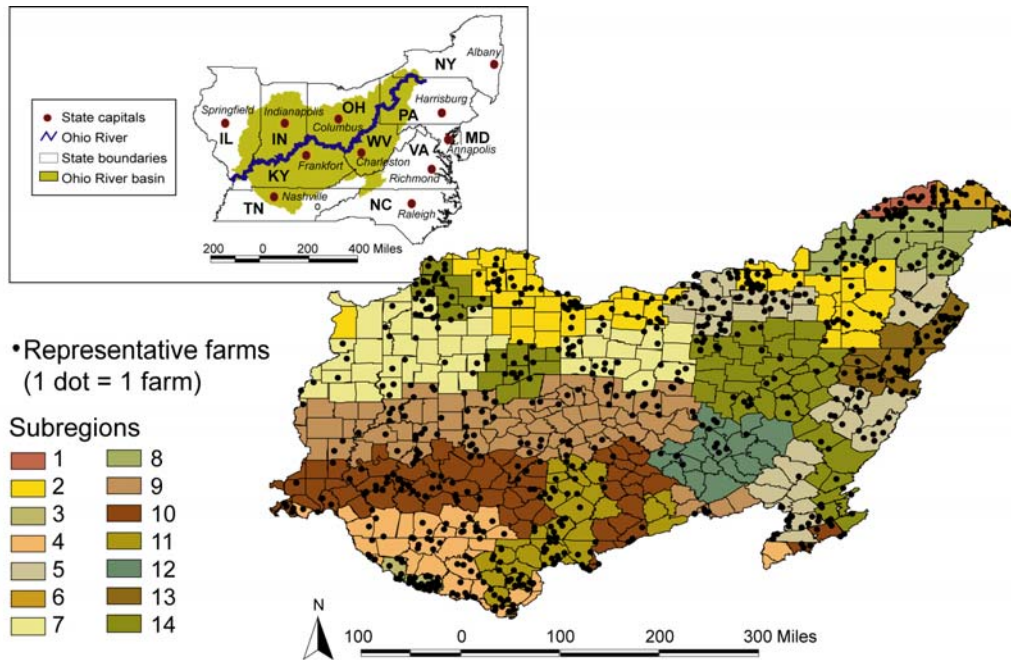 NY
Albany
Harrisburg
PA
MD
Annapolis
VA
Richmond
Springfield
IL
Indianapolis
IN
OH
Columbus
WV
Charleston
Frankfort
KY
Nashville
TN
NC
Raleigh
State capitals
Ohio River
State boundaries
Ohio River basin
200 0 200 400 Miles
Representative farms
(1 dot = 1 farm)
Subregions
1 8
2 9
3 10
4 11
5 12
6 13
7 14
N
100 0 100 200 300 Miles